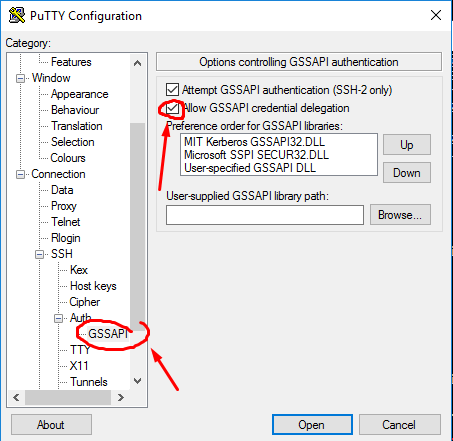 PuTTY Configuration
Category:
Features
Window
Appearance
Behaviour
Translation
Selection
Colours
Connection
Data
Proxy
Telnet
Rlogin
SSH
Kex
Host keys
Cipher
Auth
GSSAPI
TTY
X11
Tunnels
Options controlling GSSAPI authentication
Attempt GSSAPI authentication (SSH-2 only)
Allow GSSAPI credential delegation
Preference order for GSSAPI libraries:
MIT Kerberos GSSAPI32.DLL
Microsoft SSPI SECUR32.DLL
User-specified GSSAPI DLL
Up
Down
User-supplied GSSAPI library path:
Browse...
About
Open
Cancel